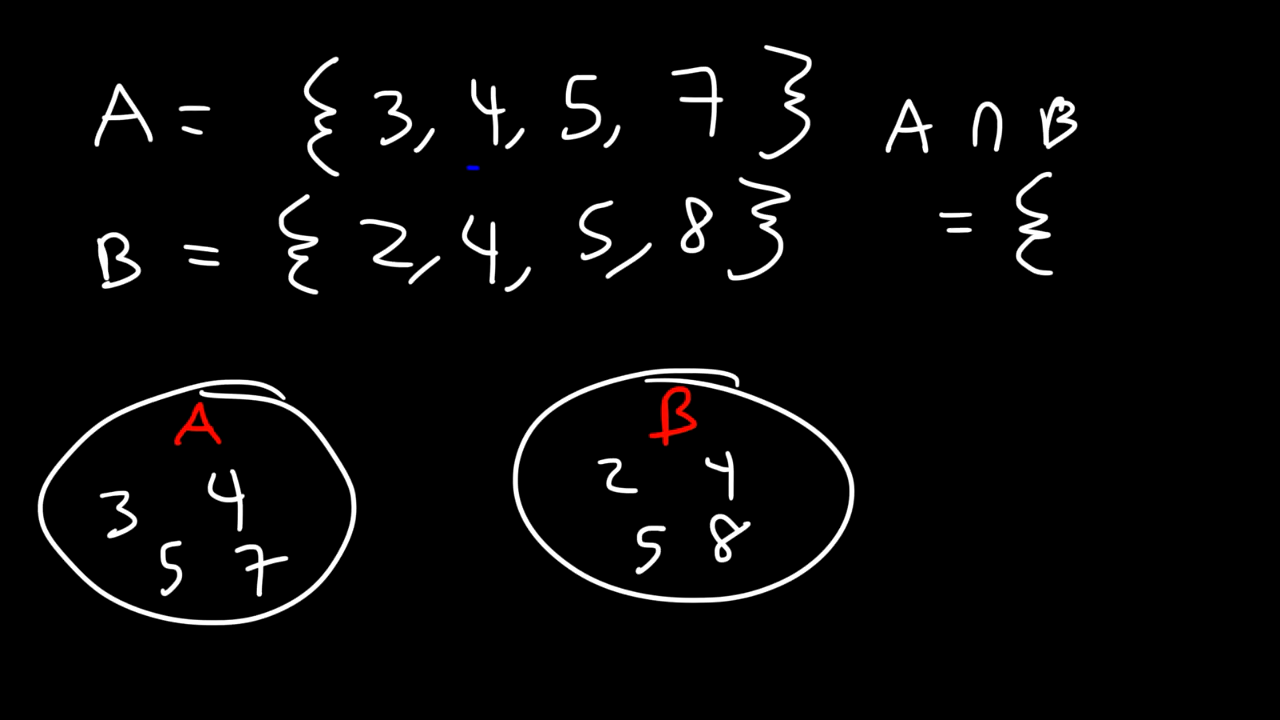 A = { 3, 4, 5, 7 } A ∩ B
B = { 2, 4, 5, 8 } = {
A B
3 4 2 4
5 7 5 8